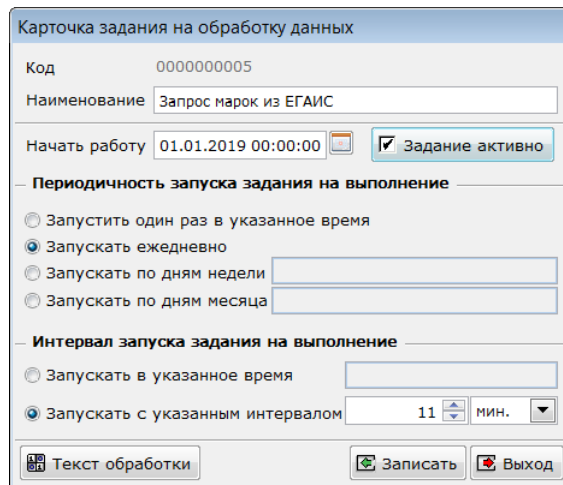 Карточка задания на обработку данных
Код 0000000005
Наименование Запрос марок из ЕГАИС
Начать работу 01.01.2019 00:00:00 Задание активно
Периодичность запуска задания на выполнение
Запустить один раз в указанное время
Запускать ежедневно
Запускать по дням недели
Запускать по дням месяца
Интервал запуска задания на выполнение
Запускать в указанное время
Запускать с указанным интервалом 11 мин.
Текст обработки Записать Выход